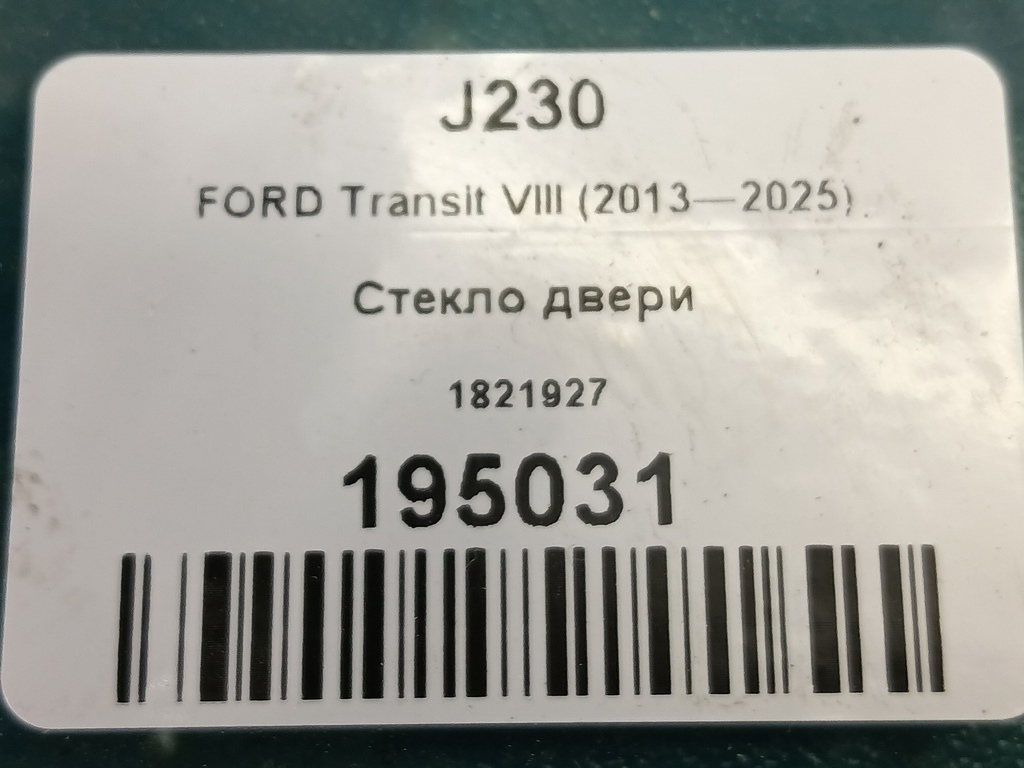 J230
FORD Transit VIII (2013—2025)
Стекло двери
1821927
195031